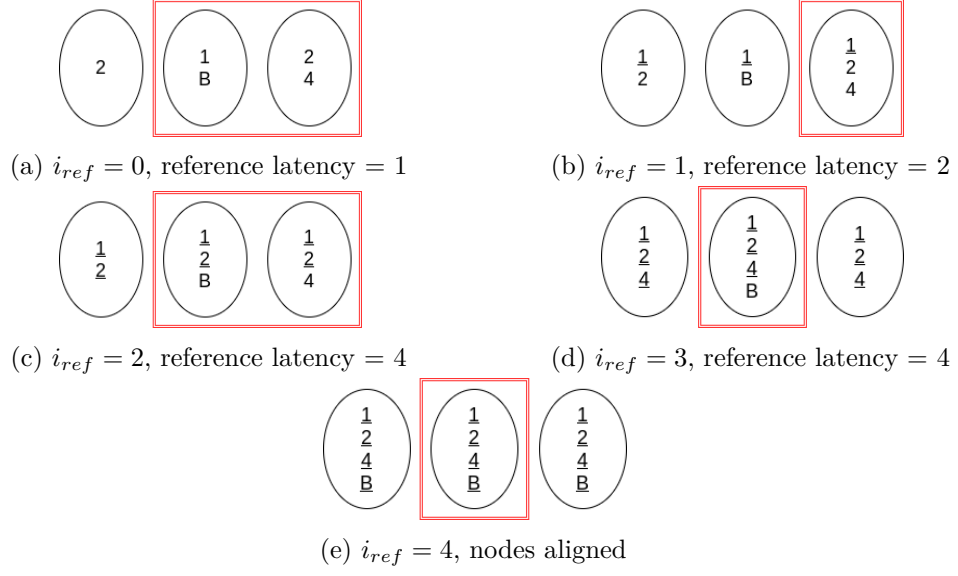 2
1
B
2
4
(a) i_ref = 0, reference latency = 1
1
2
1
B
1
2
4
(b) i_ref = 1, reference latency = 2
1
2
1
2
B
1
2
4
(c) i_ref = 2, reference latency = 4
1
2
4
1
2
4
B
1
2
4
(d) i_ref = 3, reference latency = 4
1
2
4
B
1
2
4
B
1
2
4
B
(e) i_ref = 4, nodes aligned